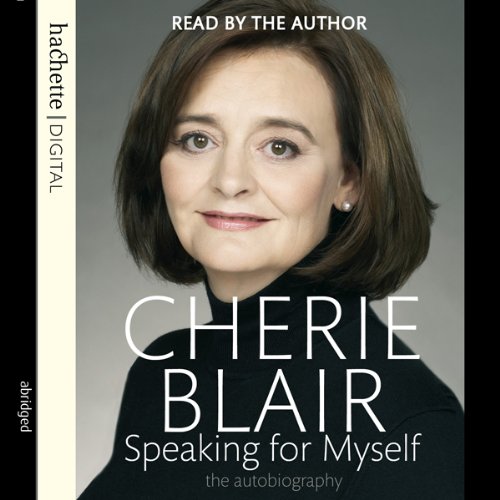 READ BY THE AUTHOR
hachette | DIGITAL
abridged
CHERIE
BLAIR
Speaking for Myself
the autobiography